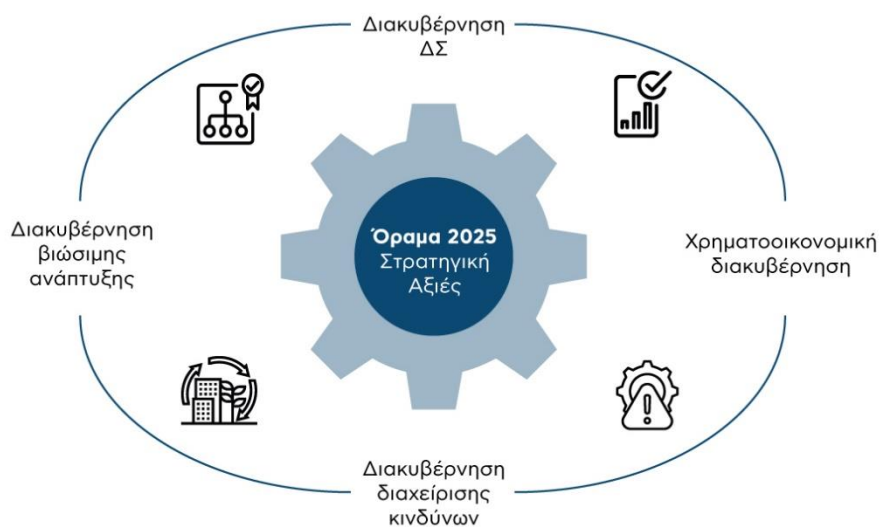 Διακυβέρνηση
ΔΣ
Διακυβέρνηση
βιώσιμης
ανάπτυξης
Όραμα 2025
Στρατηγική
Αξιές
Χρηματοοικονομική
διακυβέρνηση
Διακυβέρνηση
διαχείρισης
κινδύνων